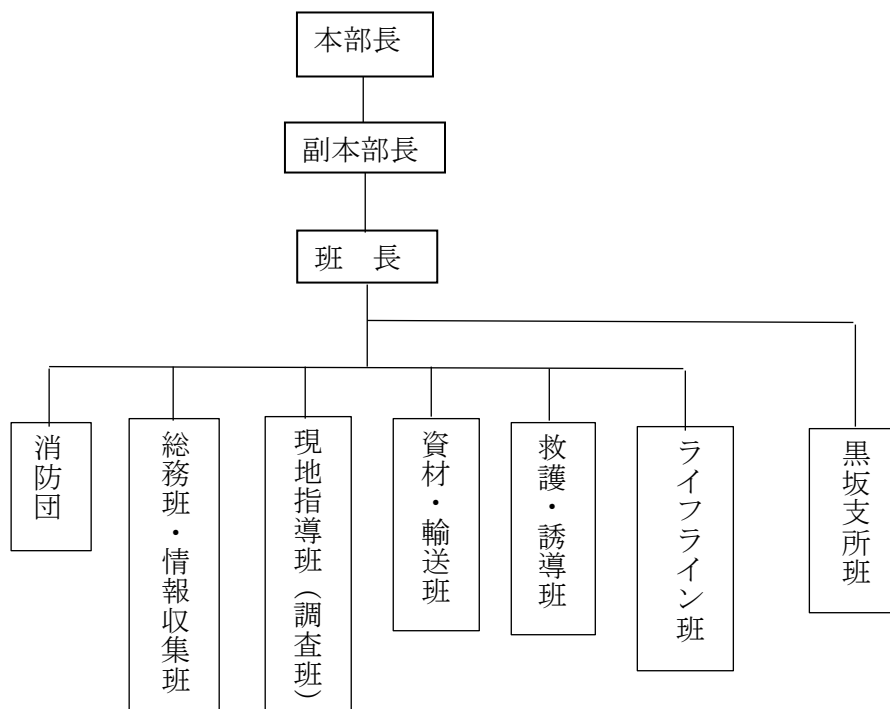 本部長
副本部長
班　長
消防団
総務班・情報収集班
現地指導班（調査班）
資材・輸送班
救護・誘導班
ライフライン班
黒坂支所班